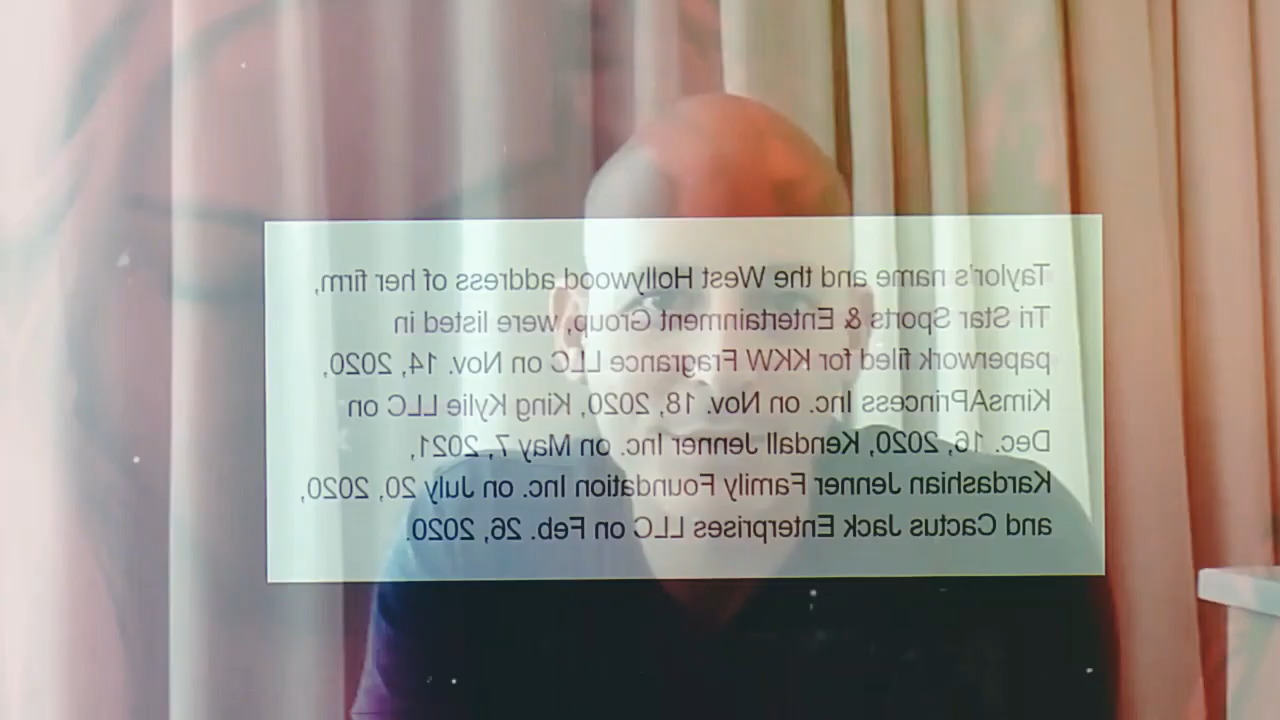 Taylor's name and the West Hollywood address of her firm,
Tri Star Sports & Entertainment Group, were listed in
paperwork filed for KKW Fragrance LLC on Nov. 14, 2020,
KimsAPrincess Inc. on Nov. 18, 2020, King Kylie LLC on
Dec. 16, 2020, Kendall Jenner Inc. on May 7, 2021,
Kardashian Jenner Family Foundation Inc. on July 20, 2020,
and Cactus Jack Enterprises LLC on Feb. 26, 2020.